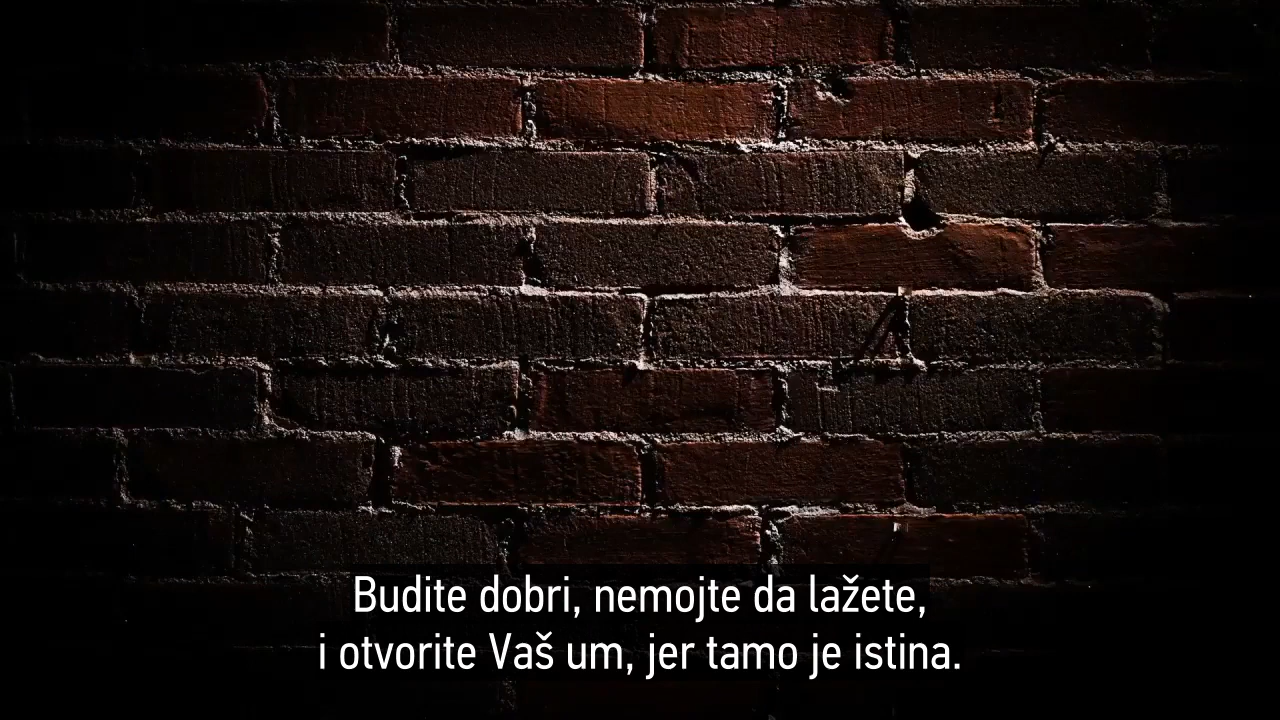 Budite dobri, nemojte da lažete,
i otvorite Vaš um, jer tamo je istina.